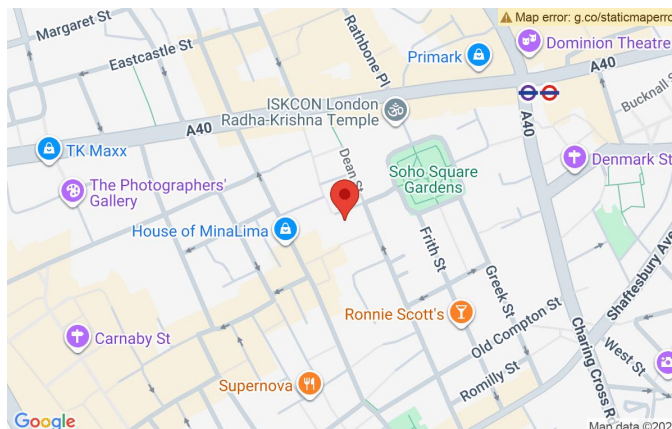 Margaret St
Eastcastle St
Rathbone Pl
Primark
Map error: g.co/staticmaperro
Dominion Theatre
A40
ISKCON London
Radha-Krishna Temple
A40
A40
Bucknall S
TK Maxx
Dean St
Soho Square
Gardens
Denmark St
The Photographers'
Gallery
House of MinaLima
Frith St
Greek St
Shaftesbury Ave
Ronnie Scott's
Old Compton St
Charing Cross R
Carnaby St
West St
Supernova
Romilly St
Google
Map data ©202